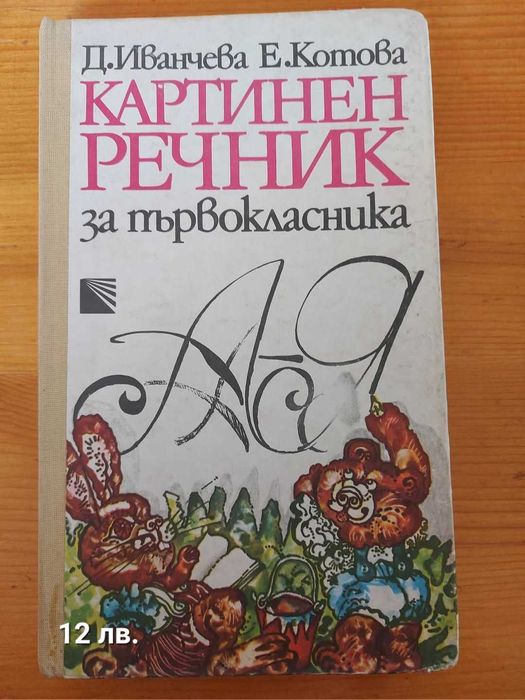 Д. Иванчева Е. Котова
КАРТИНЕН
РЕЧНИК
за първокласника
А-Я
12 лв.